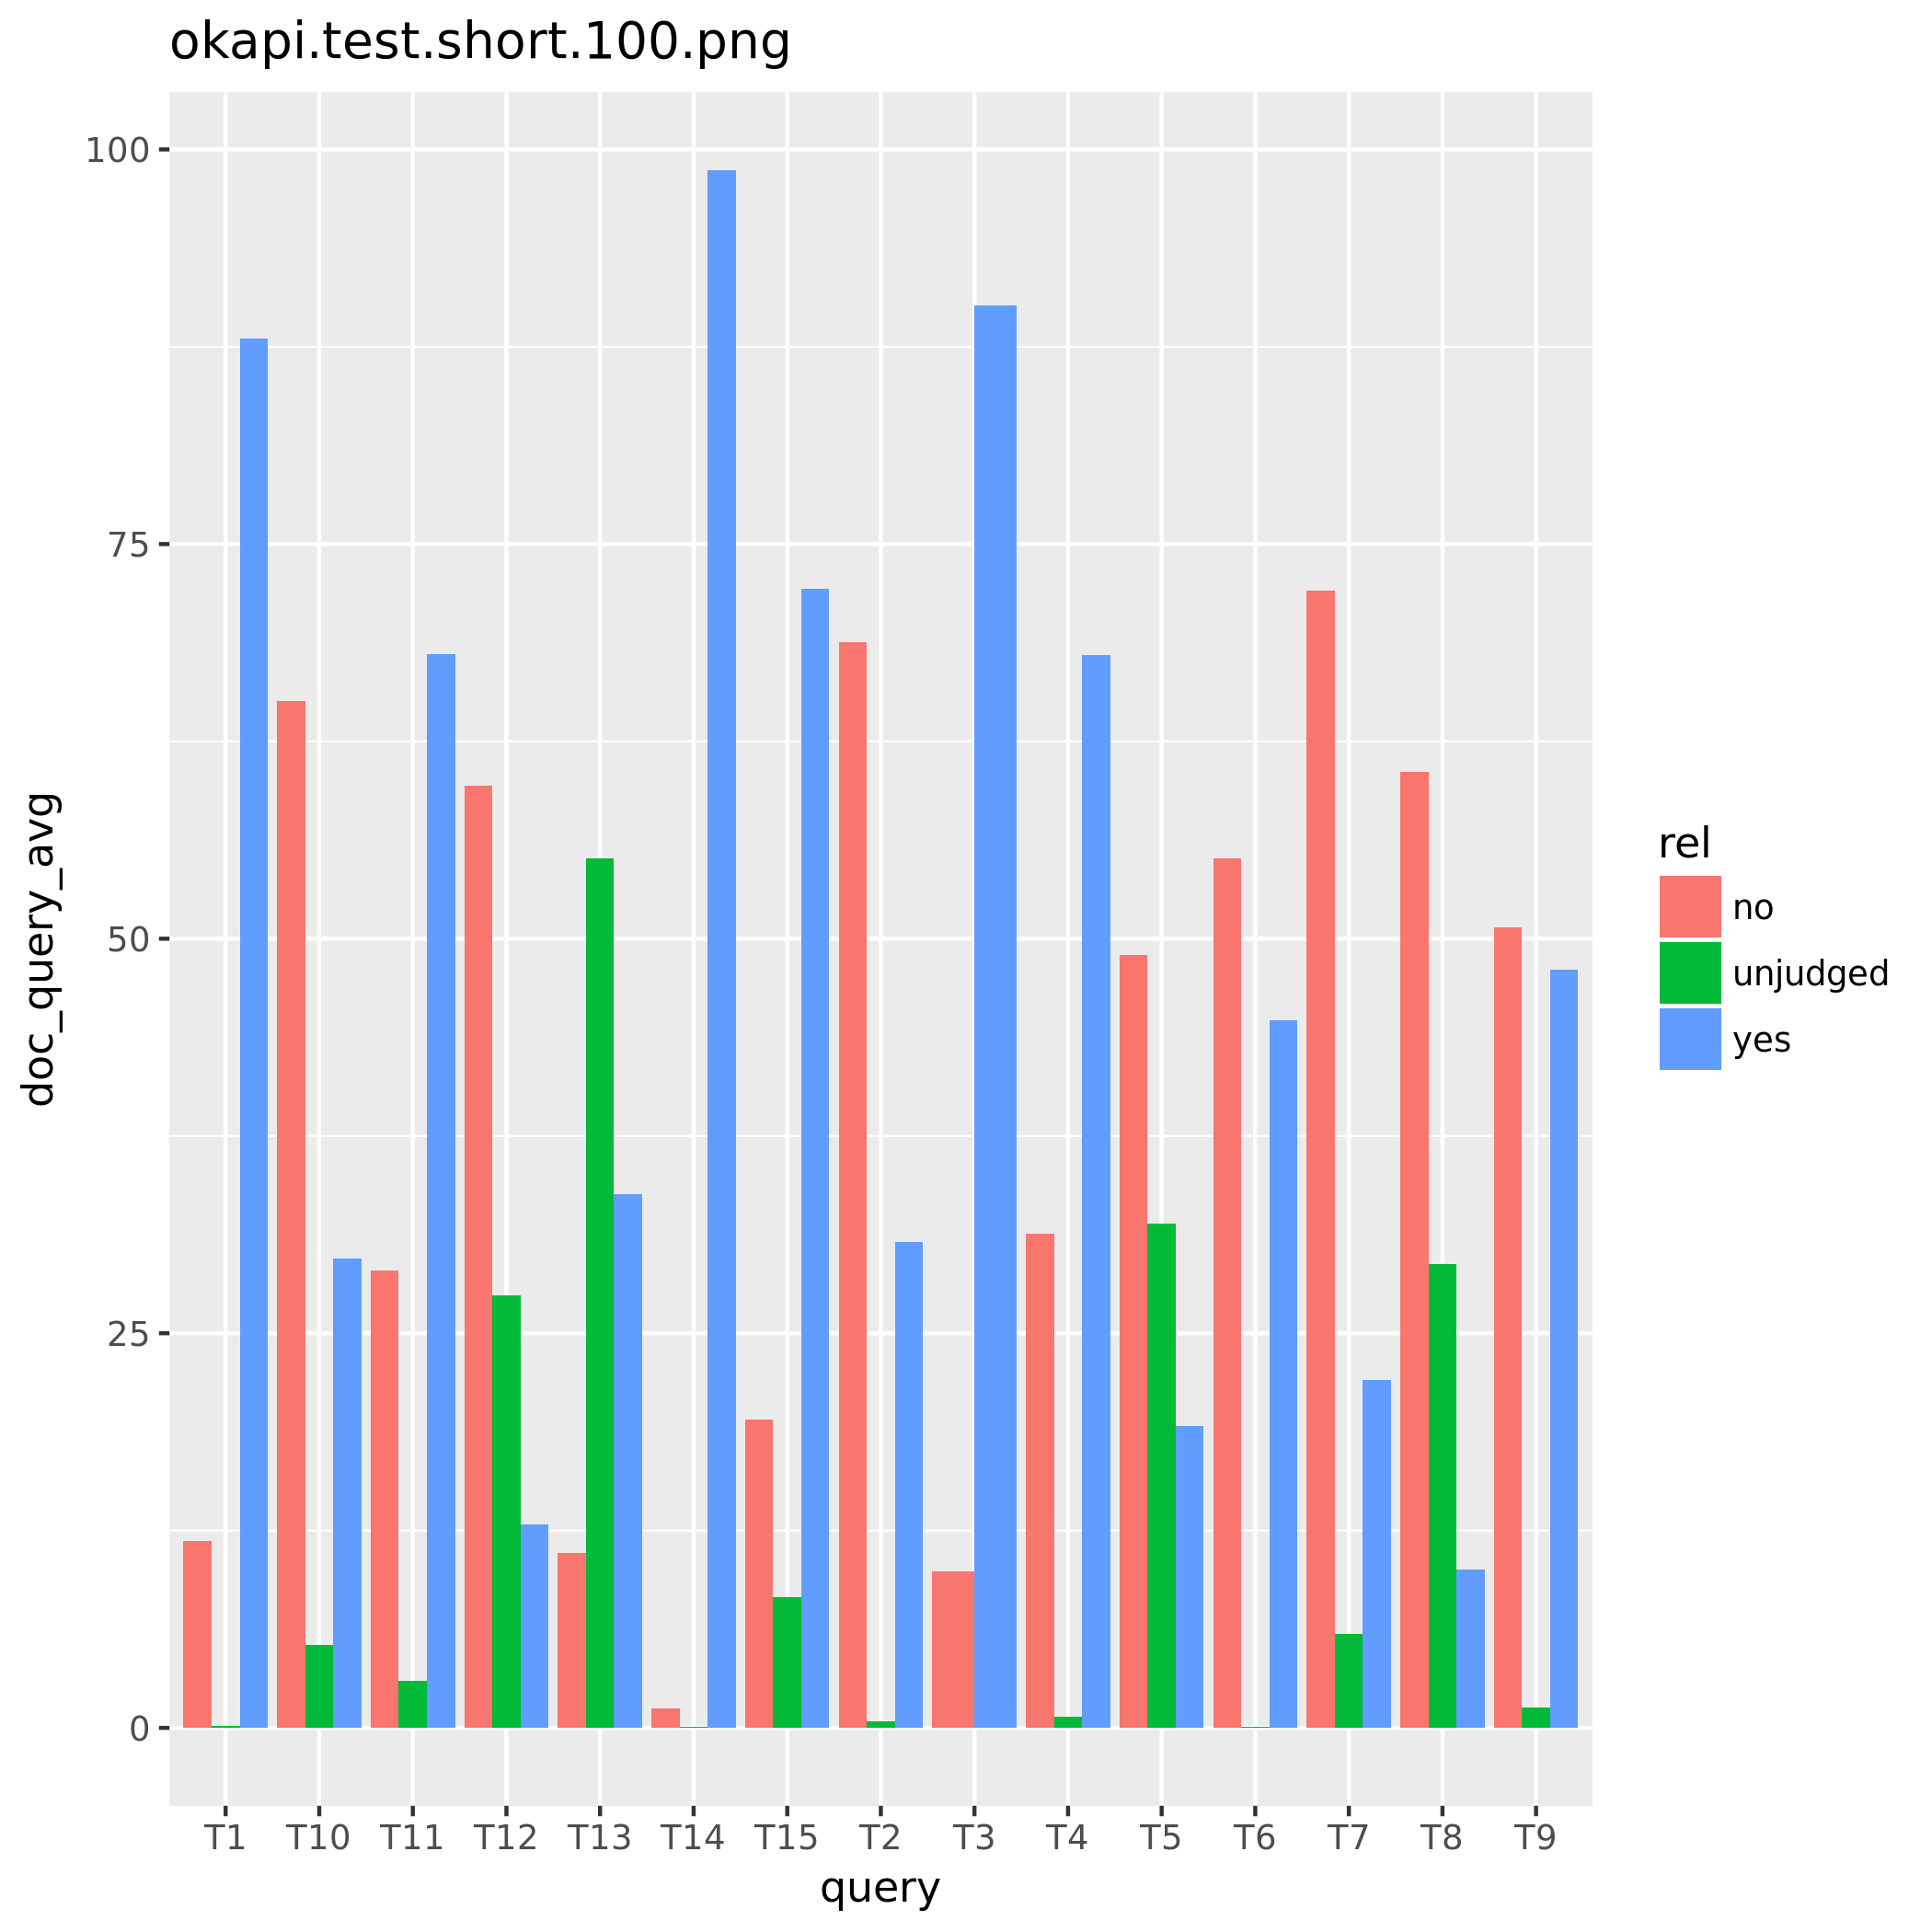 okapi.test.short.100.png
100
75
50
25
0
doc_query_avg
T1 T10 T11 T12 T13 T14 T15 T2 T3 T4 T5 T6 T7 T8 T9
query
rel
no
unjudged
yes